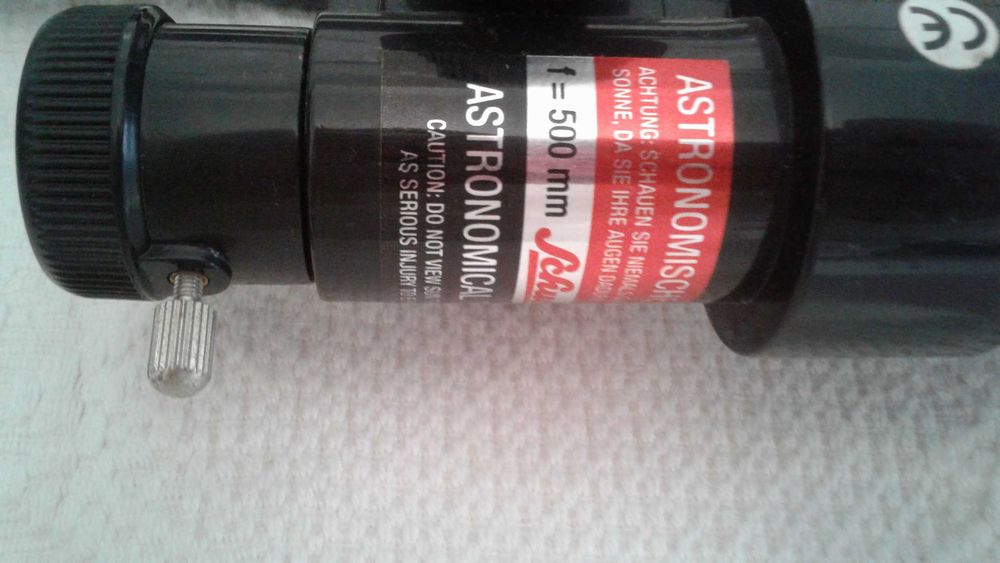 ASTRONOMISCH
ACHTUNG: SCHAUEN SIE NIEMALS
SONNE, DA SIE IHRE AUGEN
f = 500 mm
ASTRONOMICAL
CAUTION: DO NOT VIEW
AS SERIOUS INJURY TO
CE